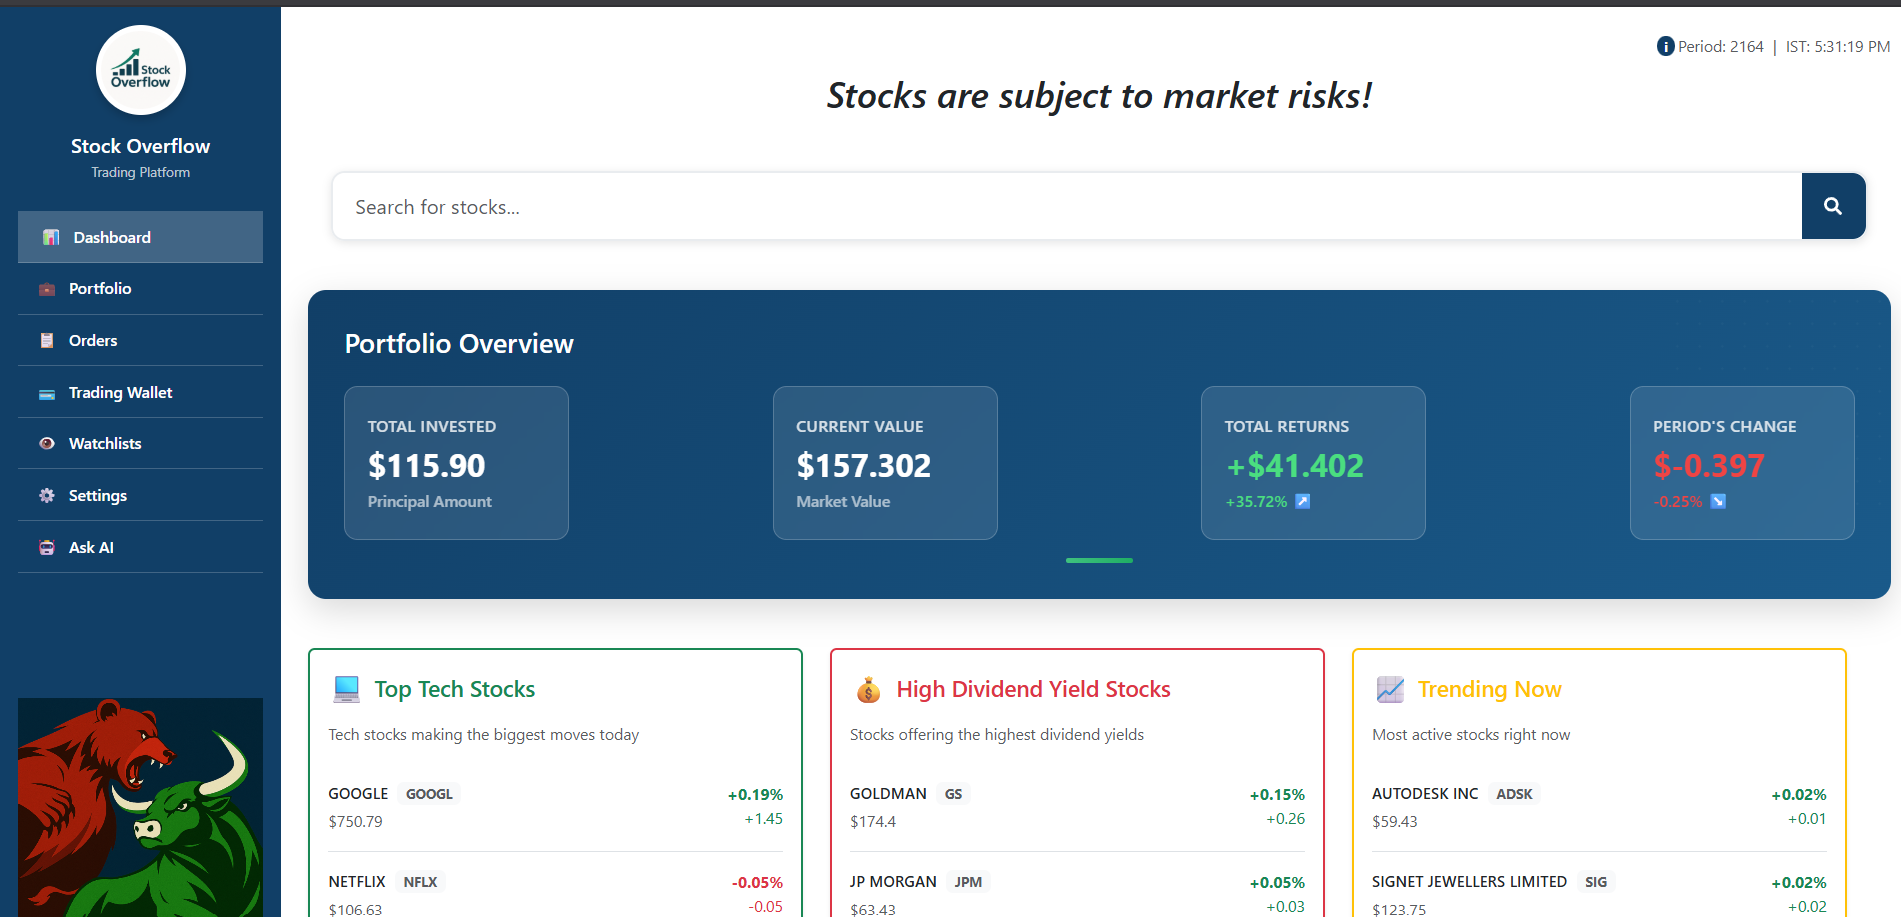 Stock
Overflow
Stock Overflow
Trading Platform
Dashboard
Portfolio
Orders
Trading Wallet
Watchlists
Settings
Ask AI
Period: 2164 | IST: 5:31:19 PM
Stocks are subject to market risks!
Search for stocks...
Portfolio Overview
TOTAL INVESTED
$115.90
Principal Amount
CURRENT VALUE
$157.302
Market Value
TOTAL RETURNS
+$41.402
+35.72%
PERIOD'S CHANGE
$-0.397
-0.25%
Top Tech Stocks
Tech stocks making the biggest moves today
GOOGLE GOOGL +0.19%
$750.79 +1.45
NETFLIX NFLX -0.05%
$106.63 -0.05
High Dividend Yield Stocks
Stocks offering the highest dividend yields
GOLDMAN GS +0.15%
$174.4 +0.26
JP MORGAN JPM +0.05%
$63.43 +0.03
Trending Now
Most active stocks right now
AUTODESK INC ADSK +0.02%
$59.43 +0.01
SIGNET JEWELLERS LIMITED SIG +0.02%
$123.75 +0.02